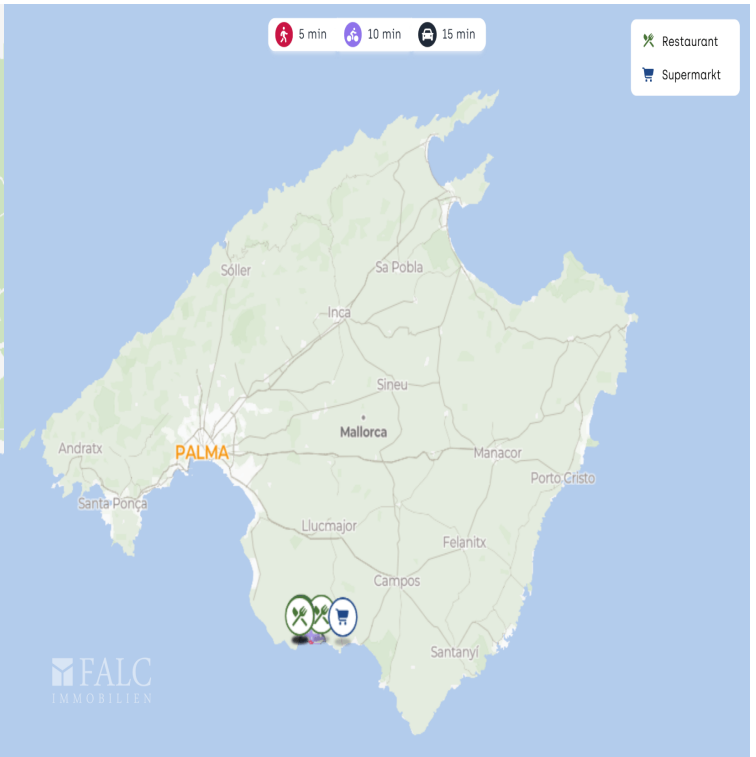 5 min 10 min 15 min
Restaurant
Supermarkt
Sóller
Sa Pobla
Inca
Sineu
Mallorca
Andratx
PALMA
Manacor
Porto Cristo
Santa Ponça
Llucmajor
Felanitx
Campos
Santanyí
FALC
IMMOBILIEN